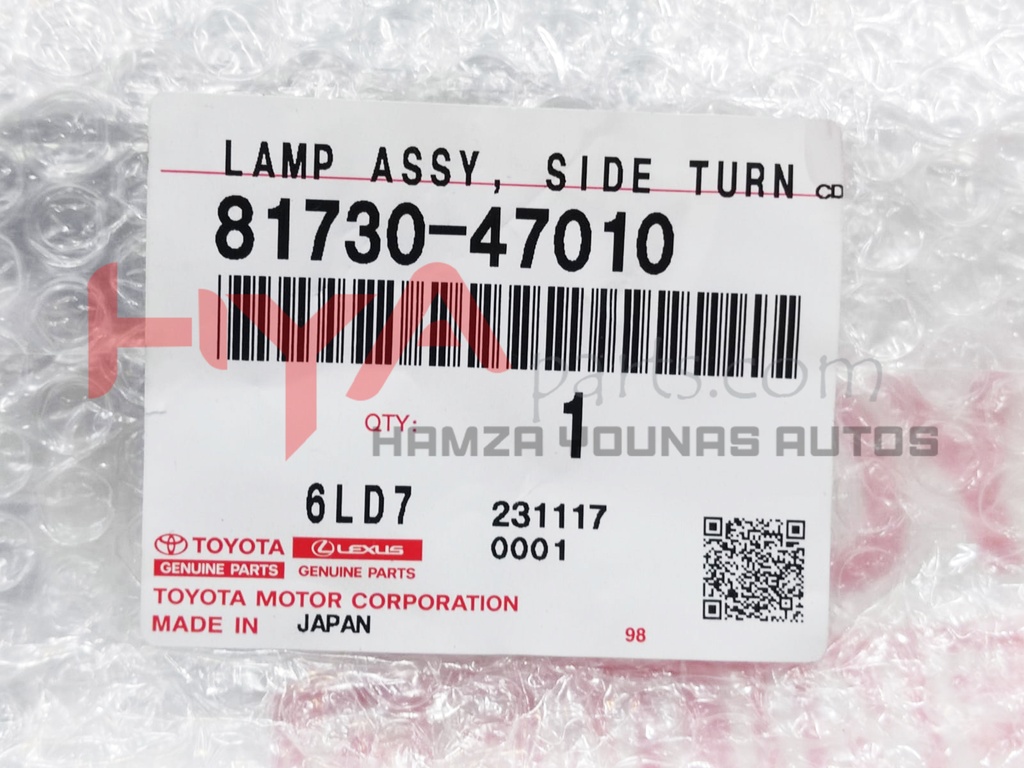 LAMP ASSY, SIDE TURN CD
81730-47010
HYA parts.com
QTY: 1
HAMZA YOUNAS AUTOS
6LD7 231117
0001
TOYOTA LEXUS
GENUINE PARTS GENUINE PARTS
TOYOTA MOTOR CORPORATION
MADE IN JAPAN
98